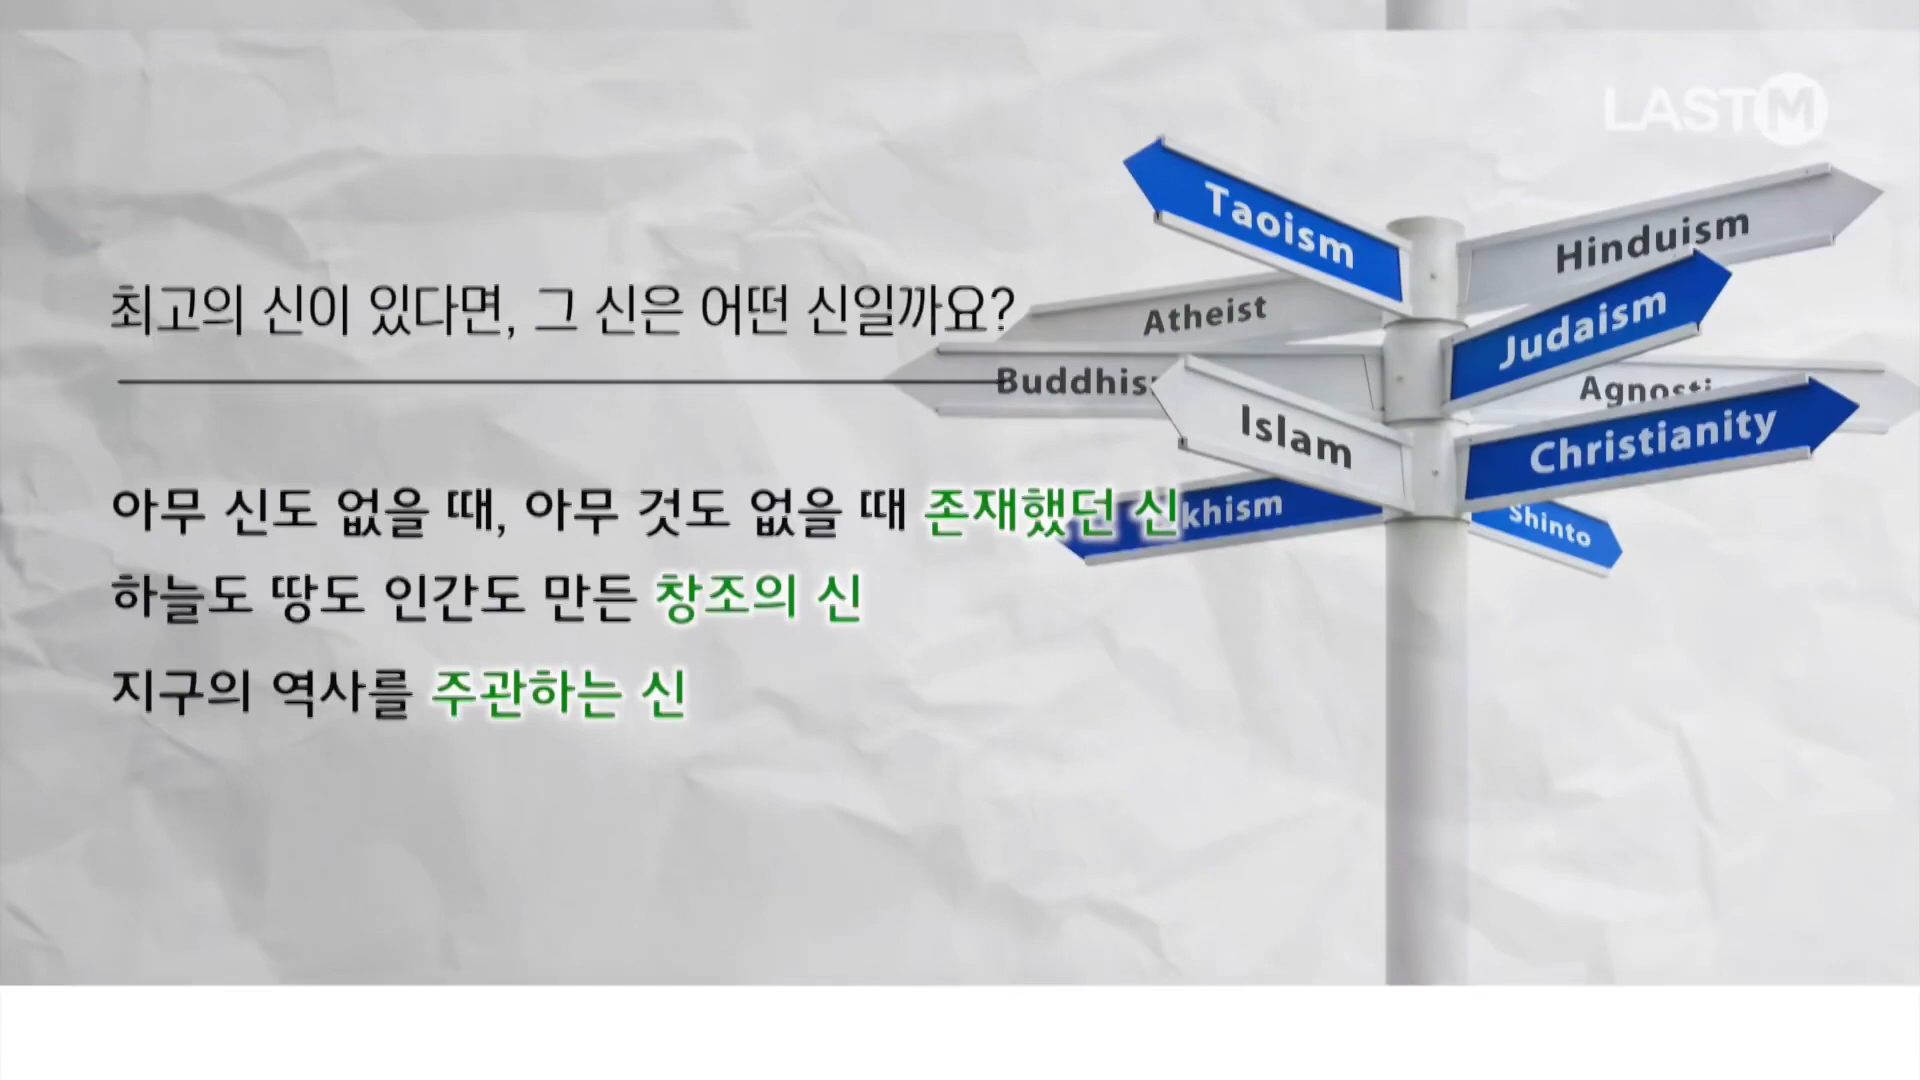 LAST M
Taoism
Hinduism
최고의 신이 있다면, 그 신은 어떤 신일까요?
Atheist
Judaism
Islam
Christianity
아무 신도 없을 때, 아무 것도 없을 때 존재했던 신
khism
Shinto
하늘도 땅도 인간도 만든 창조의 신
지구의 역사를 주관하는 신